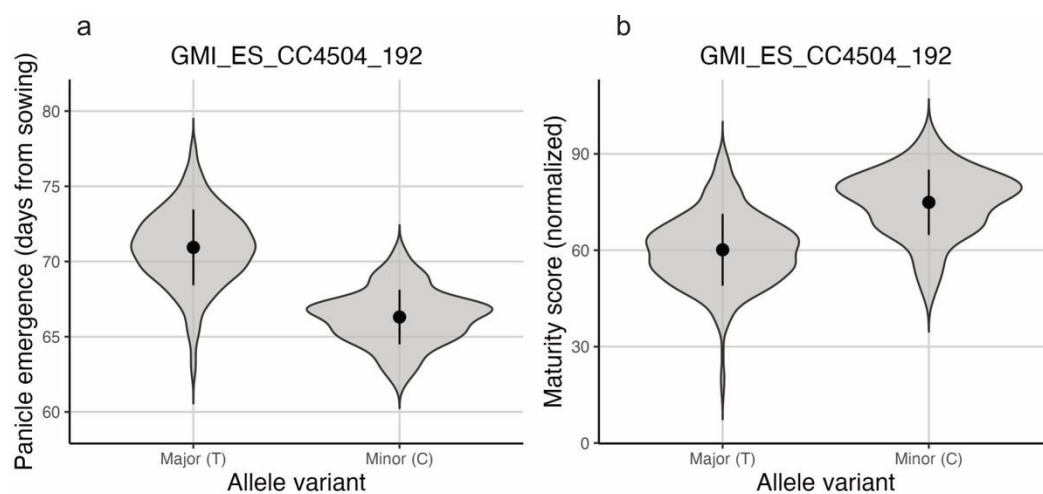 a
GMI_ES_CC4504_192
Panicle emergence (days from sowing)
80
75
70
65
60
Major (T)
Minor (C)
Allele variant
b
GMI_ES_CC4504_192
Maturity score (normalized)
90
60
30
0
Major (T)
Minor (C)
Allele variant